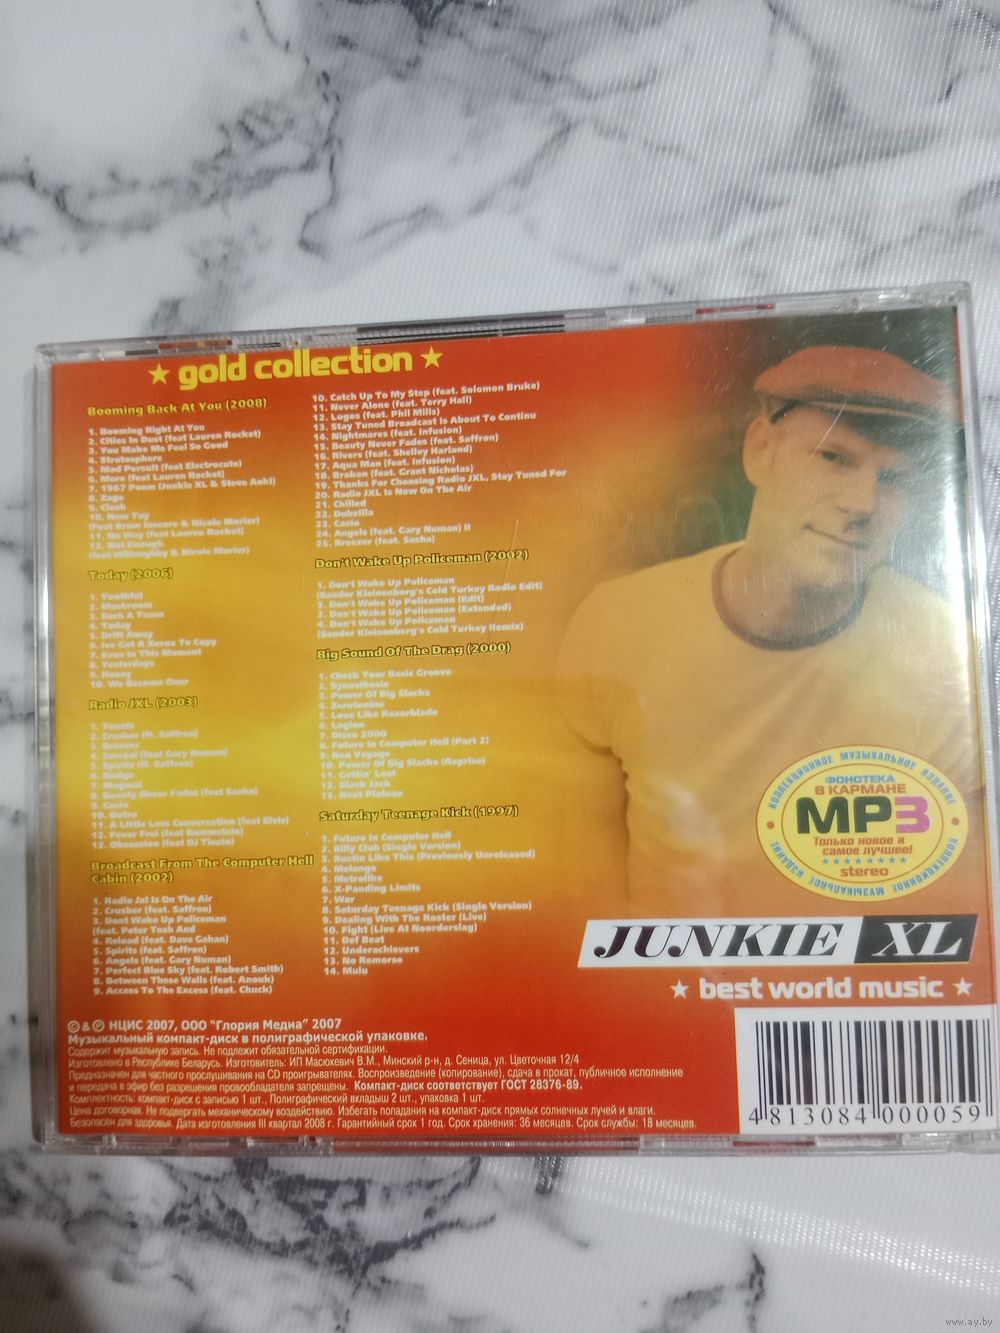 ★ gold collection ★
Booming Back At You (2008)
1. Booming Right At You
2. Cities In Dust (feat Lauren Rocket)
3. You Make Me Feel So Good
4. Stratosphere
5. Mad Persuit (feat Electrocute)
6. More (feat Lauren Rocket)
7. 1967 Poem (Junkie XL & Steve Aoki)
8. Zage
9. Clash
10. New Toy
(Feat Bram Inscore & Nicole Morier)
11. No Way (feat Lauren Rocket)
12. Not Enough
(feat Willoughby & Nicole Morier)
Today (2006)
1. Youthful
2. Mushroom
3. Such A Tease
4. Today
5. Drift Away
6. Ive Got A Xerox To Copy
7. Even In This Moment
8. Yesterdays
9. Honey
10. We Become Over
Radio JXL (2003)
1. Tennis
2. Crusher (ft. Saffron)
3. Breezer
4. Surreal (feat Gary Numan)
5. Spirits (ft. Saffron)
6. Dodge
7. Mogwai
8. Beauty Never Fades (feat Sasha)
9. Casio
10. Outro
11. A Little Less Conversation (feat Elvis)
12. Fever Frei (feat Rammstein)
13. Obsession (feat DJ Tiesto)
Broadcast From The Computer Hell
Cabin (2002)
1. Radio Jxl Is On The Air
2. Crusher (feat. Saffron)
3. Dont Wake Up Policeman
(feat. Peter Tosh And
4. Reload (feat. Dave Gahan)
5. Spirits (feat. Saffron)
6. Angels (feat. Gary Numan)
7. Perfect Blue Sky (feat. Robert Smith)
8. Between These Walls (feat. Anouk)
9. Access To The Excess (feat. Chuck)
10. Catch Up To My Step (feat. Solomon Bruke)
11. Never Alone (feat. Terry Hall)
12. Logos (feat. Phil Mills)
13. Stay Tuned Broadcast Is About To Continu
14. Nightmares (feat. Infusion)
15. Beauty Never Fades (feat. Saffron)
16. Rivers (feat. Shelley Harland)
17. Aqua Man (feat. Infusion)
18. Broken (feat. Grant Nicholas)
19. Thanks For Choosing Radio JXL, Stay Tuned For
20. Radio JXL Is Now On The Air
21. Chilled
22. Dubzilla
23. Casio
24. Angels (feat. Gary Numan) II
25. Breezer (feat. Sasha)
Don't Wake Up Policeman (2002)
1. Don't Wake Up Policeman
(Sander Kleinenberg's Cold Turkey Radio Edit)
2. Don't Wake Up Policeman (Edit)
3. Don't Wake Up Policeman (Extended)
4. Don't Wake Up Policeman
(Sander Kleinenberg's Cold Turkey Remix)
Big Sound Of The Drag (2000)
1. Check Your Basic Groove
2. Synasthesia
3. Power Of Big Slacks
4. Zerotonine
5. Love Like Razorblade
6. Legion
7. Disco 2000
8. Future In Computer Hell (Part 2)
9. Bon Voyage
10. Power Of Big Slacks (Reprise)
11. Gettin' Lost
12. Black Jack
13. Next Plateau
Saturday Teenage Kick (1997)
1. Future In Computer Hell
2. Billy Club (Single Version)
3. Bustin Like This (Previously Unreleased)
4. Melange
5. Metrolike
6. X-Panding Limits
7. War
8. Saturday Teenage Kick (Single Version)
9. Dealing With The Roster (Live)
10. Fight (Live At Noorderslag)
11. Def Beat
12. Underachievers
13. No Remorse
14. Mulu
КОЛЛЕКЦИОННОЕ МУЗЫКАЛЬНОЕ ИЗДАНИЕ
ФОНОТЕКА
В КАРМАНЕ
MP3
Только новое и
самое лучшее!
★★★★★★★★
stereo
КОЛЛЕКЦИОННОЕ МУЗЫКАЛЬНОЕ ИЗДАНИЕ
JUNKIE XL
★ best world music ★
© & ℗ НЦИС 2007, ООО "Глория Медиа" 2007
Музыкальный компакт-диск в полиграфической упаковке.
Содержит музыкальную запись. Не подлежит обязательной сертификации.
Изготовлено в Республике Беларусь. Изготовитель: ИП Масюкевич В.М., Минский р-н, д. Сеница, ул. Цветочная 12/4
Предназначен для частного прослушивания на CD проигрывателях. Воспроизведение (копирование), сдача в прокат, публичное исполнение
и передача в эфир без разрешения правообладателя запрещены. Компакт-диск соответствует ГОСТ 28376-89.
Комплектность: компакт-диск с записью 1 шт., Полиграфический вкладыш 2 шт., упаковка 1 шт.
Цена договорная. Не подвергать механическому воздействию. Избегать попадания на компакт-диск прямых солнечных лучей и влаги.
Безопасен для здоровья. Дата изготовления III квартал 2008 г. Гарантийный срок 1 год. Срок хранения: 36 месяцев. Срок службы: 18 месяцев.
4 813084 000059
www.ay.by